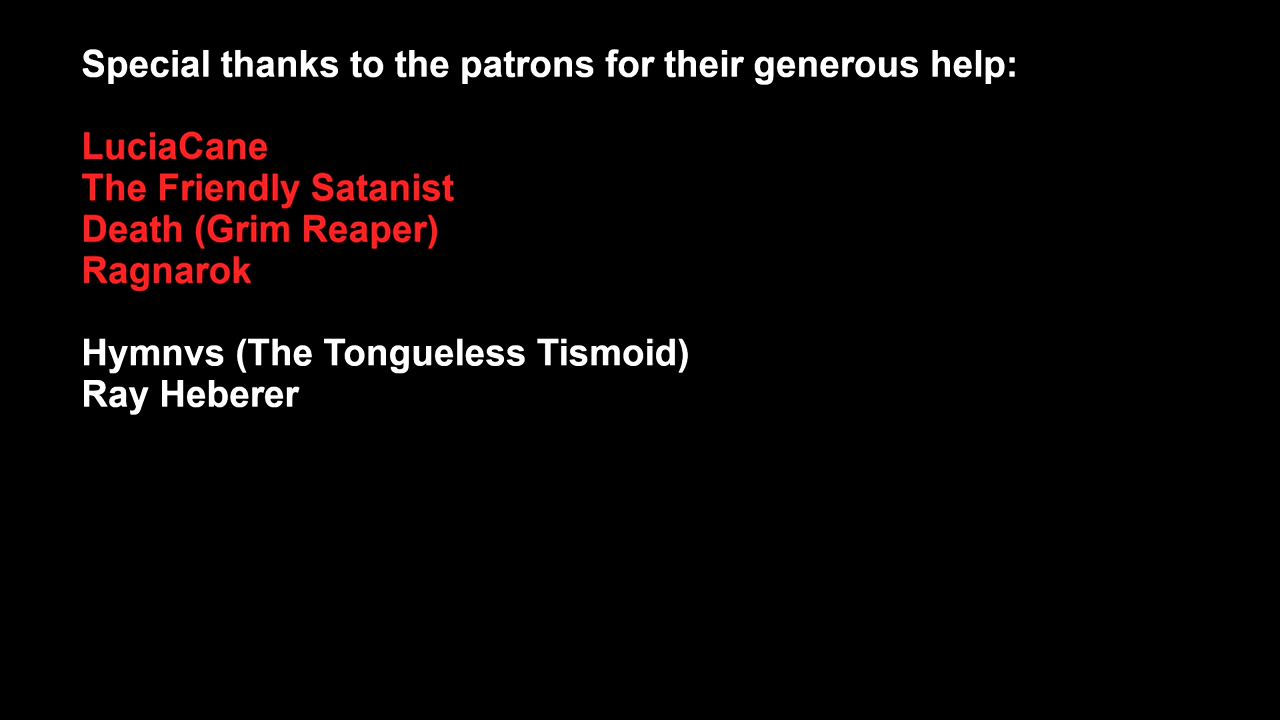 Special thanks to the patrons for their generous help:
LuciaCane
The Friendly Satanist
Death (Grim Reaper)
Ragnarok
Hymnvs (The Tongueless Tismoid)
Ray Heberer